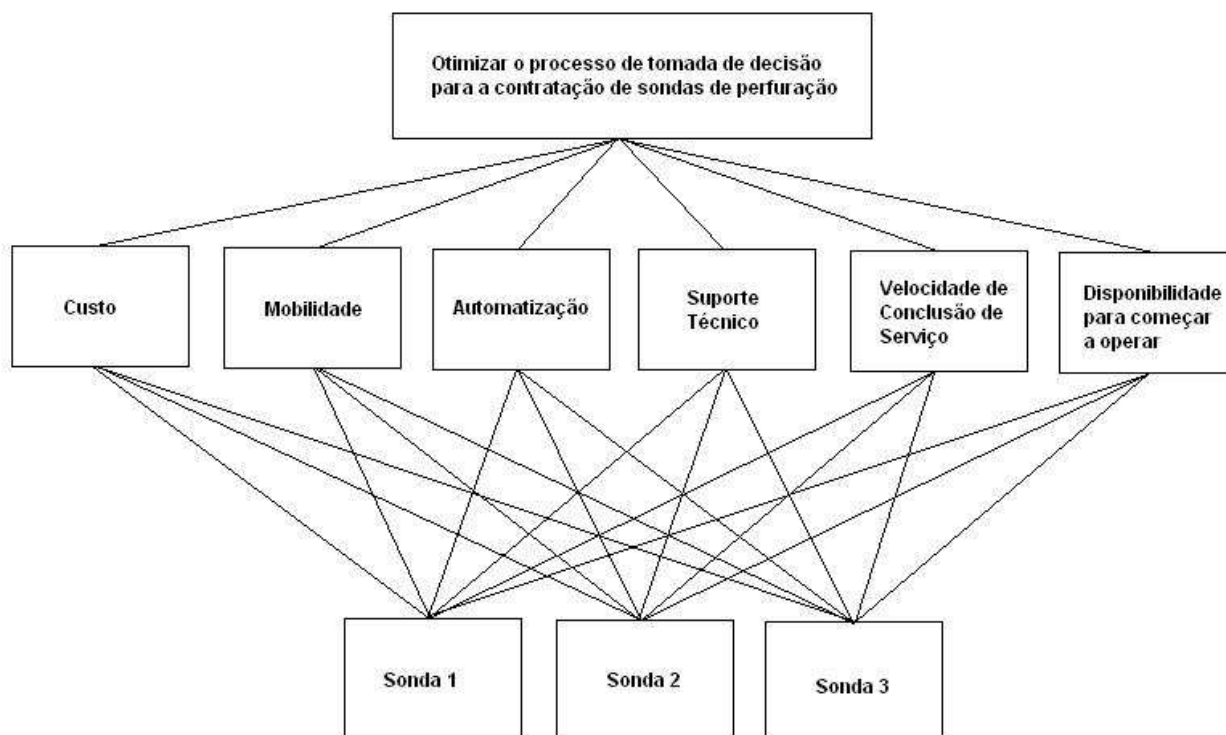 Otimizar o processo de tomada de decisão
para a contratação de sondas de perfuração
Custo
Mobilidade
Automatização
Suporte
Técnico
Velocidade de
Conclusão de
Serviço
Disponibilidade
para começar
a operar
Sonda 1
Sonda 2
Sonda 3